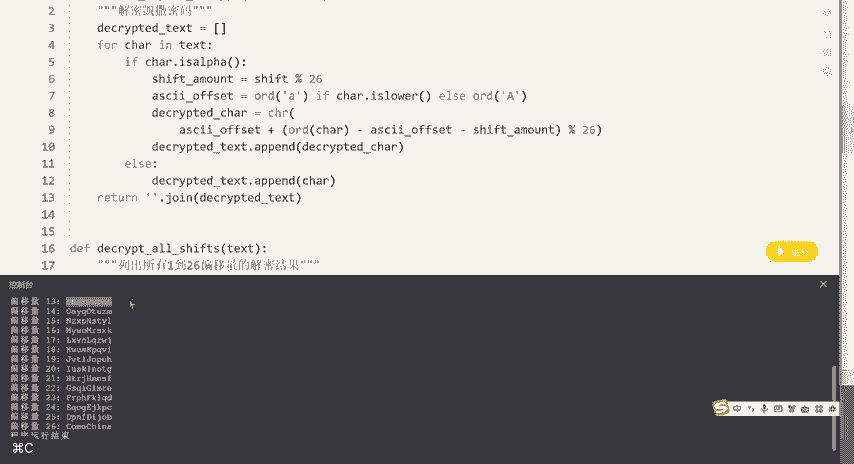 2 """解密凯撒密码"""
3 decrypted_text = []
4 for char in text:
5 if char.isalpha():
6 shift_amount = shift % 26
7 ascii_offset = ord('a') if char.islower() else ord('A')
8 decrypted_char = chr(
9 ascii_offset + (ord(char) - ascii_offset - shift_amount) % 26)
10 decrypted_text.append(decrypted_char)
11 else:
12 decrypted_text.append(char)
13 return ''.join(decrypted_text)
14
15
16 def decrypt_all_shifts(text):
17 """列出所有1到26偏移量的解密结果"""
运行
控制台
偏移量 13:
偏移量 14: OayqOtuzm
偏移量 15: NzxpNstyl
偏移量 16: MywoMrsxk
偏移量 17: LxvnLqrwj
偏移量 18: KwumKpqvi
偏移量 19: JvtlJopuh
偏移量 20: IuskInotg
偏移量 21: HtrjHmnsf
偏移量 22: GsqiGlmre
偏移量 23: FrphFklqd
偏移量 24: EqogEjkpc
偏移量 25: DpnfDijob
偏移量 26: ComeChina
程序运行结束
⌘C
中